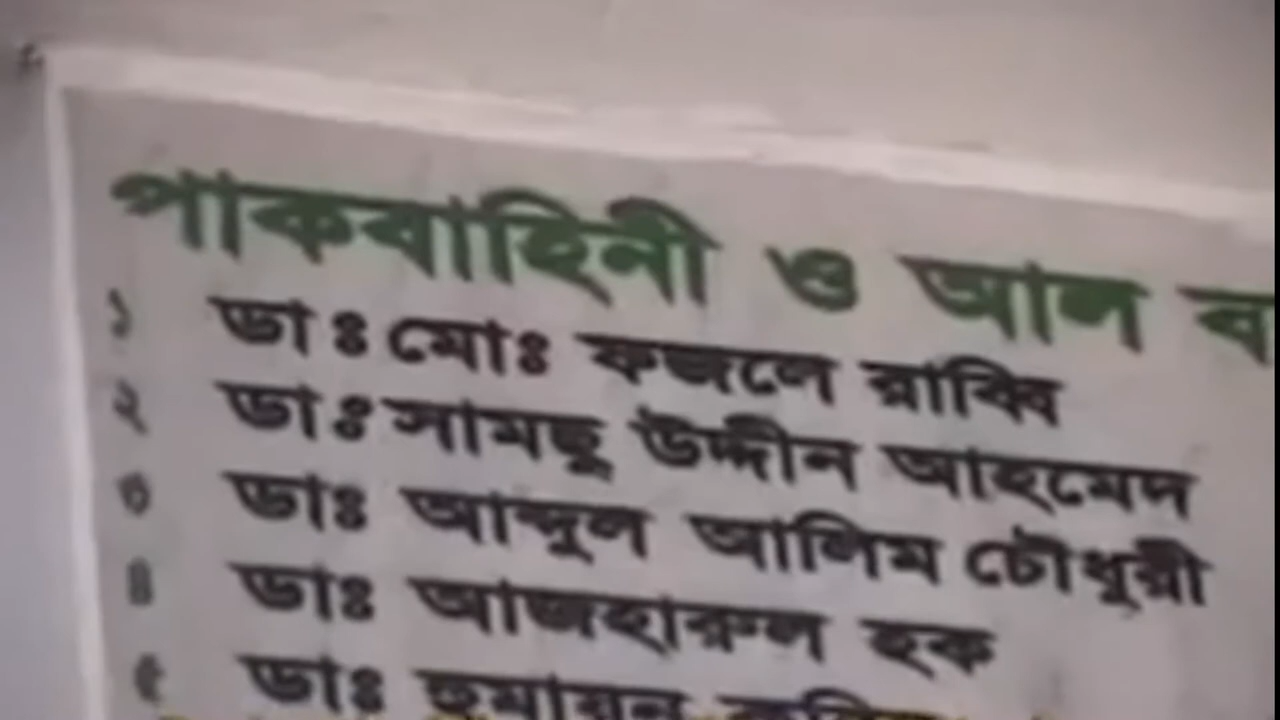 পাকবাহিনী ও আল ব
১ ডাঃ মোঃ ফজলে রাব্বি
২ ডাঃ সামছু উদ্দীন আহমেদ
৩ ডাঃ আব্দুল আলিম চৌধুরী
৪ ডাঃ আজহারুল হক
৫ ডাঃ হুমায়ুন